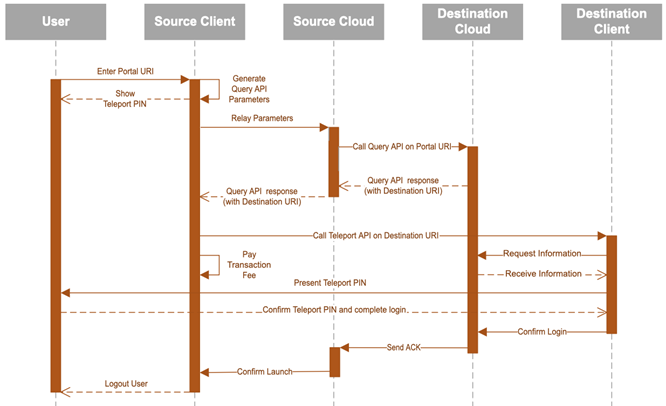 User
Source Client
Source Cloud
Destination
Cloud
Destination
Client
Enter Portal URI
Generate
Query API
Parameters
Show
Teleport PIN
Relay Parameters
Call Query API on Portal URI
Query API response
(with Destination URI)
Query API response
(with Destination URI)
Call Teleport API on Destination URI
Pay
Transaction
Fee
Request Information
Receive Information
Present Teleport PIN
Confirm Teleport PIN and complete login
Confirm Login
Send ACK
Confirm Launch
Logout User